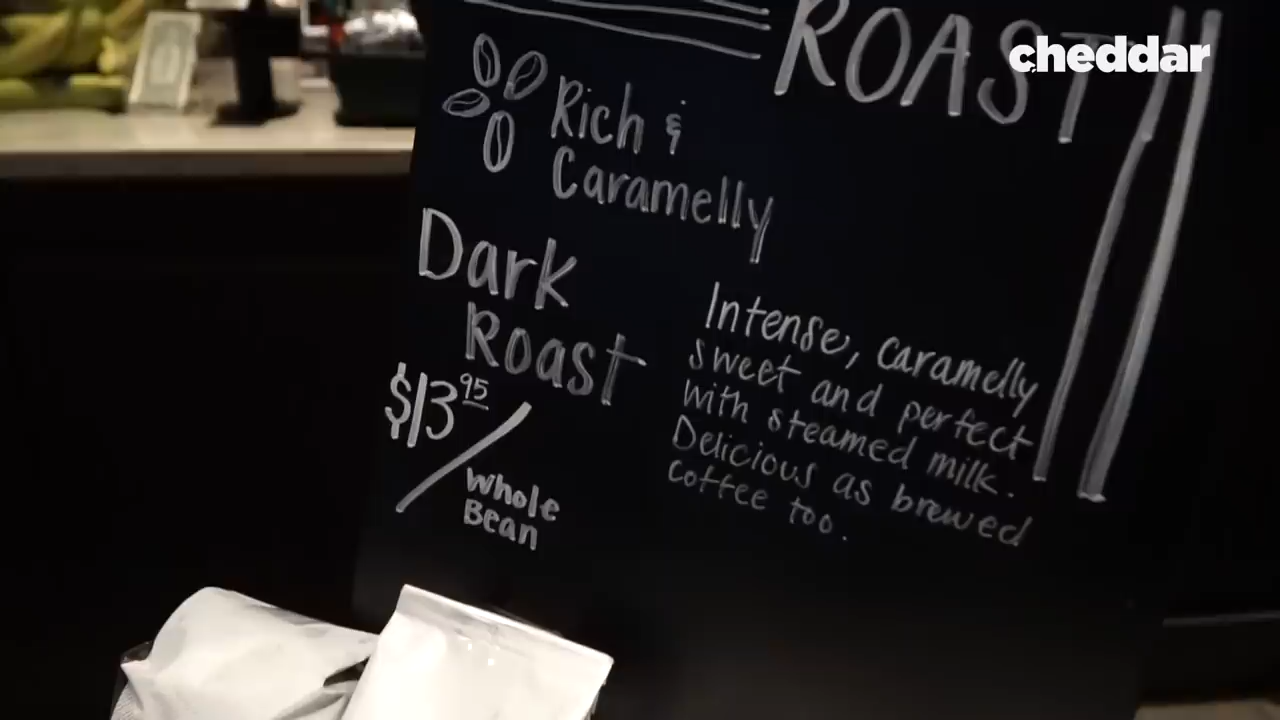 ROAST
cheddar
Rich &
Caramelly
Dark
Roast
$13.95
Whole
Bean
Intense, caramelly
sweet and perfect
with steamed milk.
Delicious as brewed
coffee too.